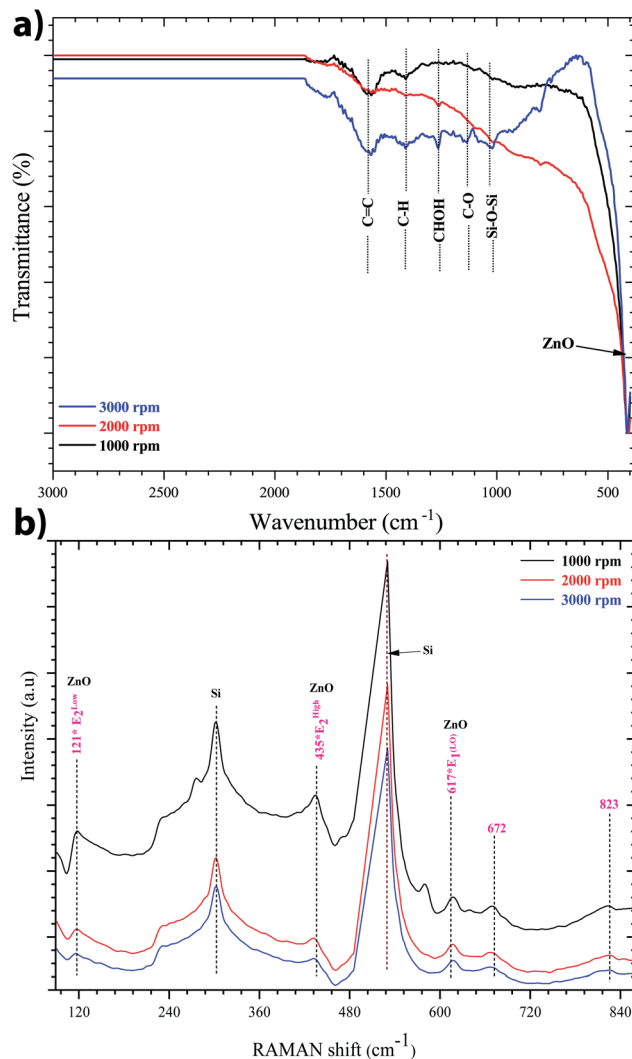 a)
Transmittance (%)
C=C
C-H
CHOH
C-O
Si-O-Si
ZnO
3000 rpm
2000 rpm
1000 rpm
3000 2500 2000 1500 1000 400
Wavenumber (cm⁻¹)
b)
Intensity (a.u)
1000 rpm
2000 rpm
3000 rpm
ZnO
121* E₂ᴸᵒʷ
Si
ZnO
435*E₂ᴴⁱᵍʰ
Si
ZnO
617*E₁₍ₗₒ₎
672
823
120 240 360 480 600 720 840
RAMAN shift (cm⁻¹)